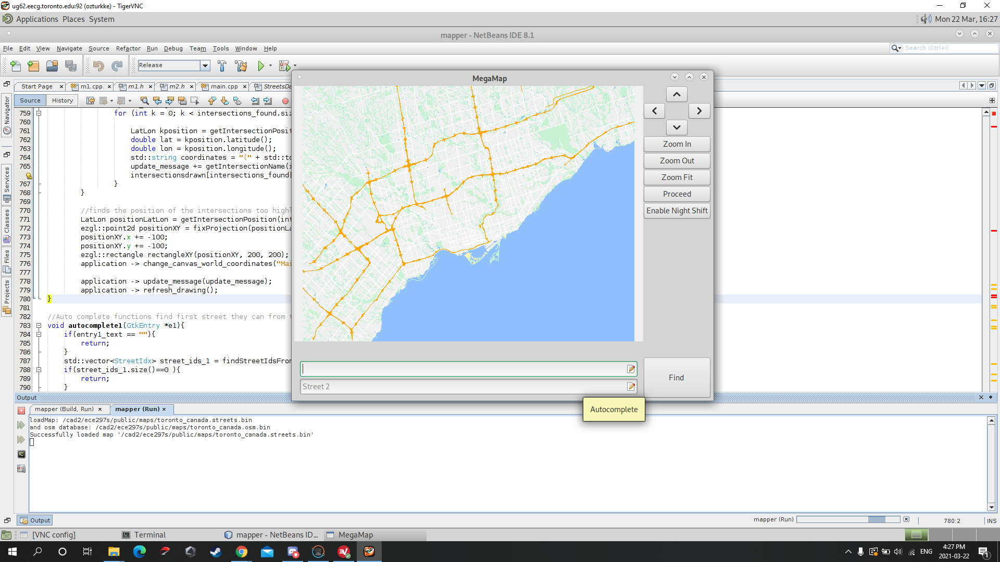 ug62.eecg.toronto.edu:92 (ozturkke) - TigerVNC
Applications Places System
Mon 22 Mar, 16:27
mapper - NetBeans IDE 8.1
File Edit View Navigate Source Refactor Run Debug Team Tools Window Help
Search (Ctrl+I)
Release
Start Page m1.cpp m1.h m2.h main.cpp StreetsDa
Source History
Navigator
Services
Classes
Files
Projects
759 for (int k = 0; k < intersections_found.siz
760
761 LatLon kposition = getIntersectionPosit
762 double lat = kposition.latitude();
763 double lon = kposition.longitude();
764 std::string coordinates = "(" + std::to
765 update_message += getIntersectionName(i
intersectionsdrawn[intersections_found[
767 }
768 }
769
770 //finds the position of the intersections too highl
771 LatLon positionLatLon = getIntersectionPosition(int
772 ezgl::point2d positionXY = fixProjection(positionLa
773 positionXY.x += -100;
774 positionXY.y += -100;
775 ezgl::rectangle rectangleXY(positionXY, 200, 200);
776 application -> change_canvas_world_coordinates("Mai
777
778 application -> update_message(update_message);
779 application -> refresh_drawing();
780 }
781
782 //Auto complete functions find first street they can from t
783 void autocomplete1(GtkEntry *e1){
784 if(entry1_text == ""){
785 return;
786 }
787 std::vector<StreetIdx> street_ids_1 = findStreetIdsFrom
788 if(street_ids_1.size()==0 ){
789 return;
790 }
MegaMap
Zoom In
Zoom Out
Zoom Fit
Proceed
Enable Night Shift
Street 2
Find
Autocomplete
Output
mapper (Build, Run) mapper (Run)
loadMap: /cad2/ece297s/public/maps/toronto_canada.streets.bin
and osm database: /cad2/ece297s/public/maps/toronto_canada.osm.bin
Successfully loaded map '/cad2/ece297s/public/maps/toronto_canada.streets.bin'
Output
mapper (Run)
780:2
INS
[VNC config] Terminal mapper - NetBeans ID... MegaMap
ENG
4:27 PM
2021-03-22
1